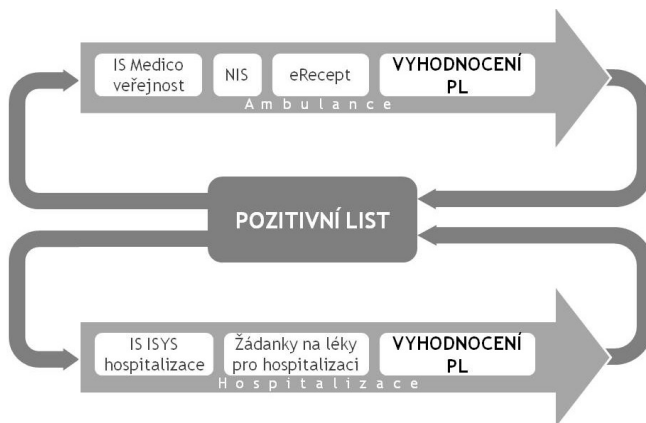 IS Medico
veřejnost
NIS
eRecept
VYHODNOCENÍ
PL
Ambulance
POZITIVNÍ LIST
IS ISYS
hospitalizace
Žádanky na léky
pro hospitalizaci
VYHODNOCENÍ
PL
Hospitalizace